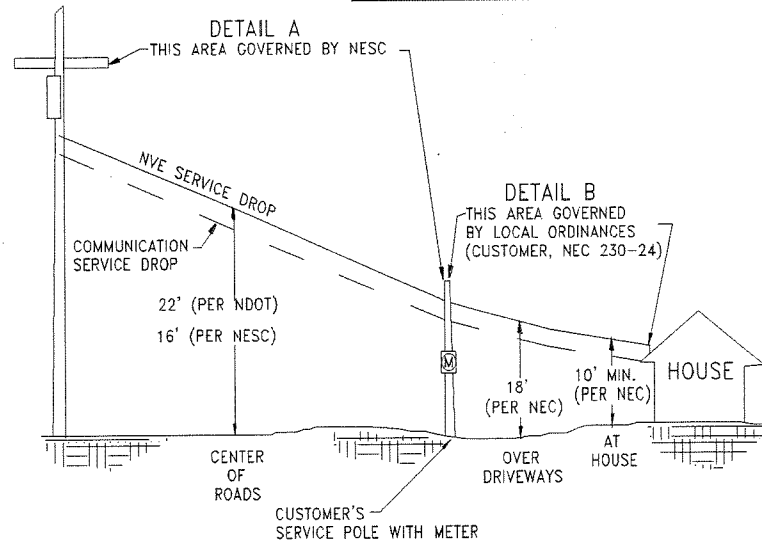 DETAIL A
THIS AREA GOVERNED BY NESC
NVE SERVICE DROP
COMMUNICATION
SERVICE DROP
22' (PER NDOT)
16' (PER NESC)
DETAIL B
THIS AREA GOVERNED
BY LOCAL ORDINANCES
(CUSTOMER, NEC 230-24)
M
18'
(PER NEC)
10' MIN.
(PER NEC)
HOUSE
CENTER
OF
ROADS
OVER
DRIVEWAYS
AT
HOUSE
CUSTOMER'S
SERVICE POLE WITH METER